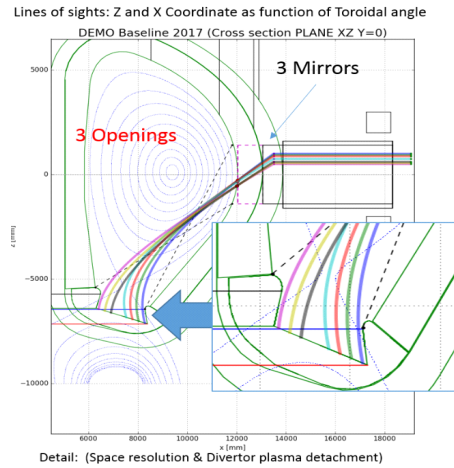 Lines of sights: Z and X Coordinate as function of Toroidal angle
DEMO Baseline 2017 (Cross section PLANE XZ Y=0)
3 Mirrors
3 Openings
5000
0
−5000
−10000
z [mm]
6000
8000
10000
12000
14000
16000
18000
x [mm]
Detail: (Space resolution & Divertor plasma detachment)